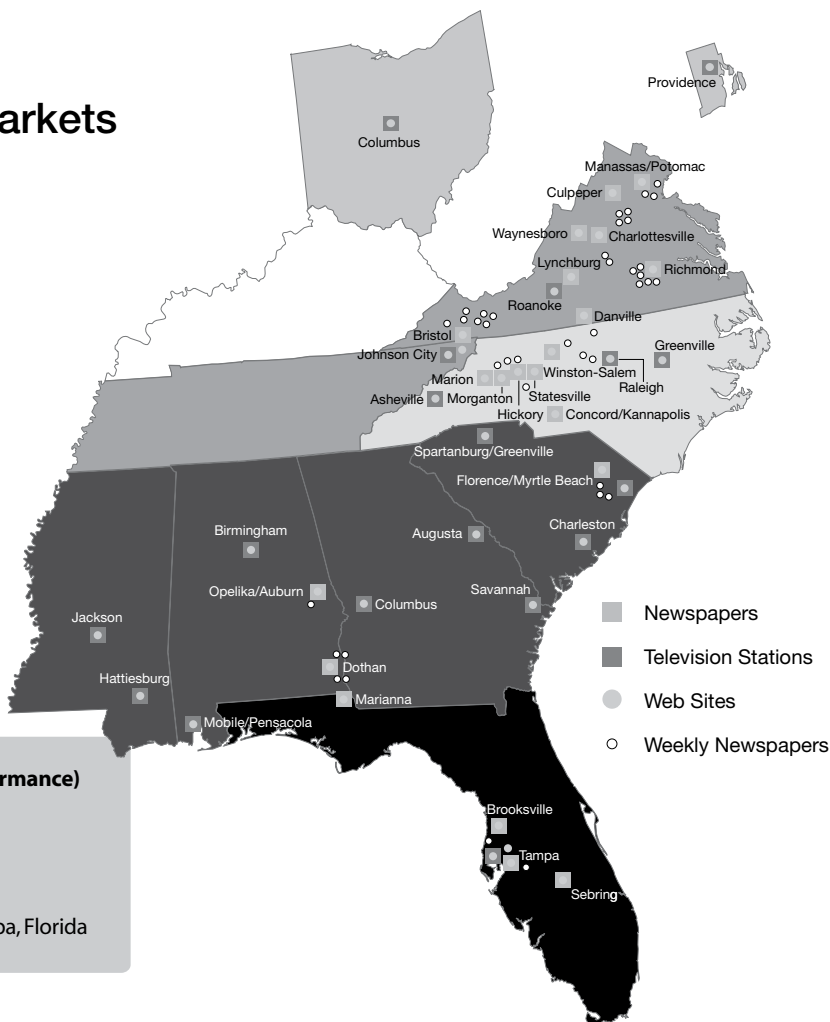 arkets
Providence
Columbus
Manassas/Potomac
Culpeper
Waynesboro
Charlottesville
Lynchburg
Richmond
Roanoke
Danville
Bristol
Johnson City
Greenville
Winston-Salem
Marion
Raleigh
Asheville
Morganton
Statesville
Hickory
Concord/Kannapolis
Spartanburg/Greenville
Florence/Myrtle Beach
Charleston
Birmingham
Augusta
Opelika/Auburn
Savannah
Columbus
Jackson
Dothan
Hattiesburg
Marianna
Mobile/Pensacola
Newspapers
Television Stations
Web Sites
Weekly Newspapers
rmance)
pa, Florida
Brooksville
Tampa
Sebring